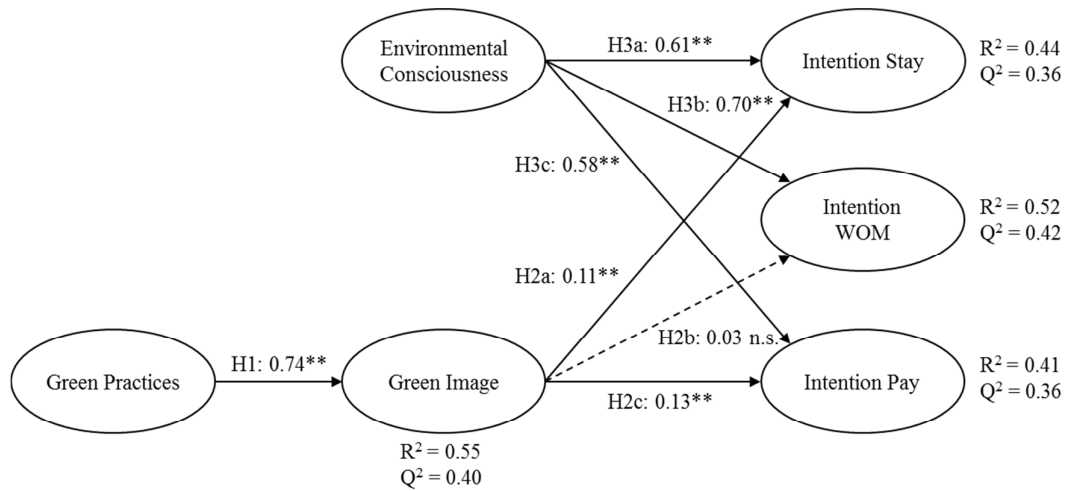 Environmental
Consciousness
H3a: 0.61**
Intention Stay
R² = 0.44
Q² = 0.36
H3b: 0.70**
H3c: 0.58**
Intention
WOM
R² = 0.52
Q² = 0.42
H2a: 0.11**
H2b: 0.03 n.s.
Green Practices
H1: 0.74**
Green Image
H2c: 0.13**
Intention Pay
R² = 0.41
Q² = 0.36
R² = 0.55
Q² = 0.40